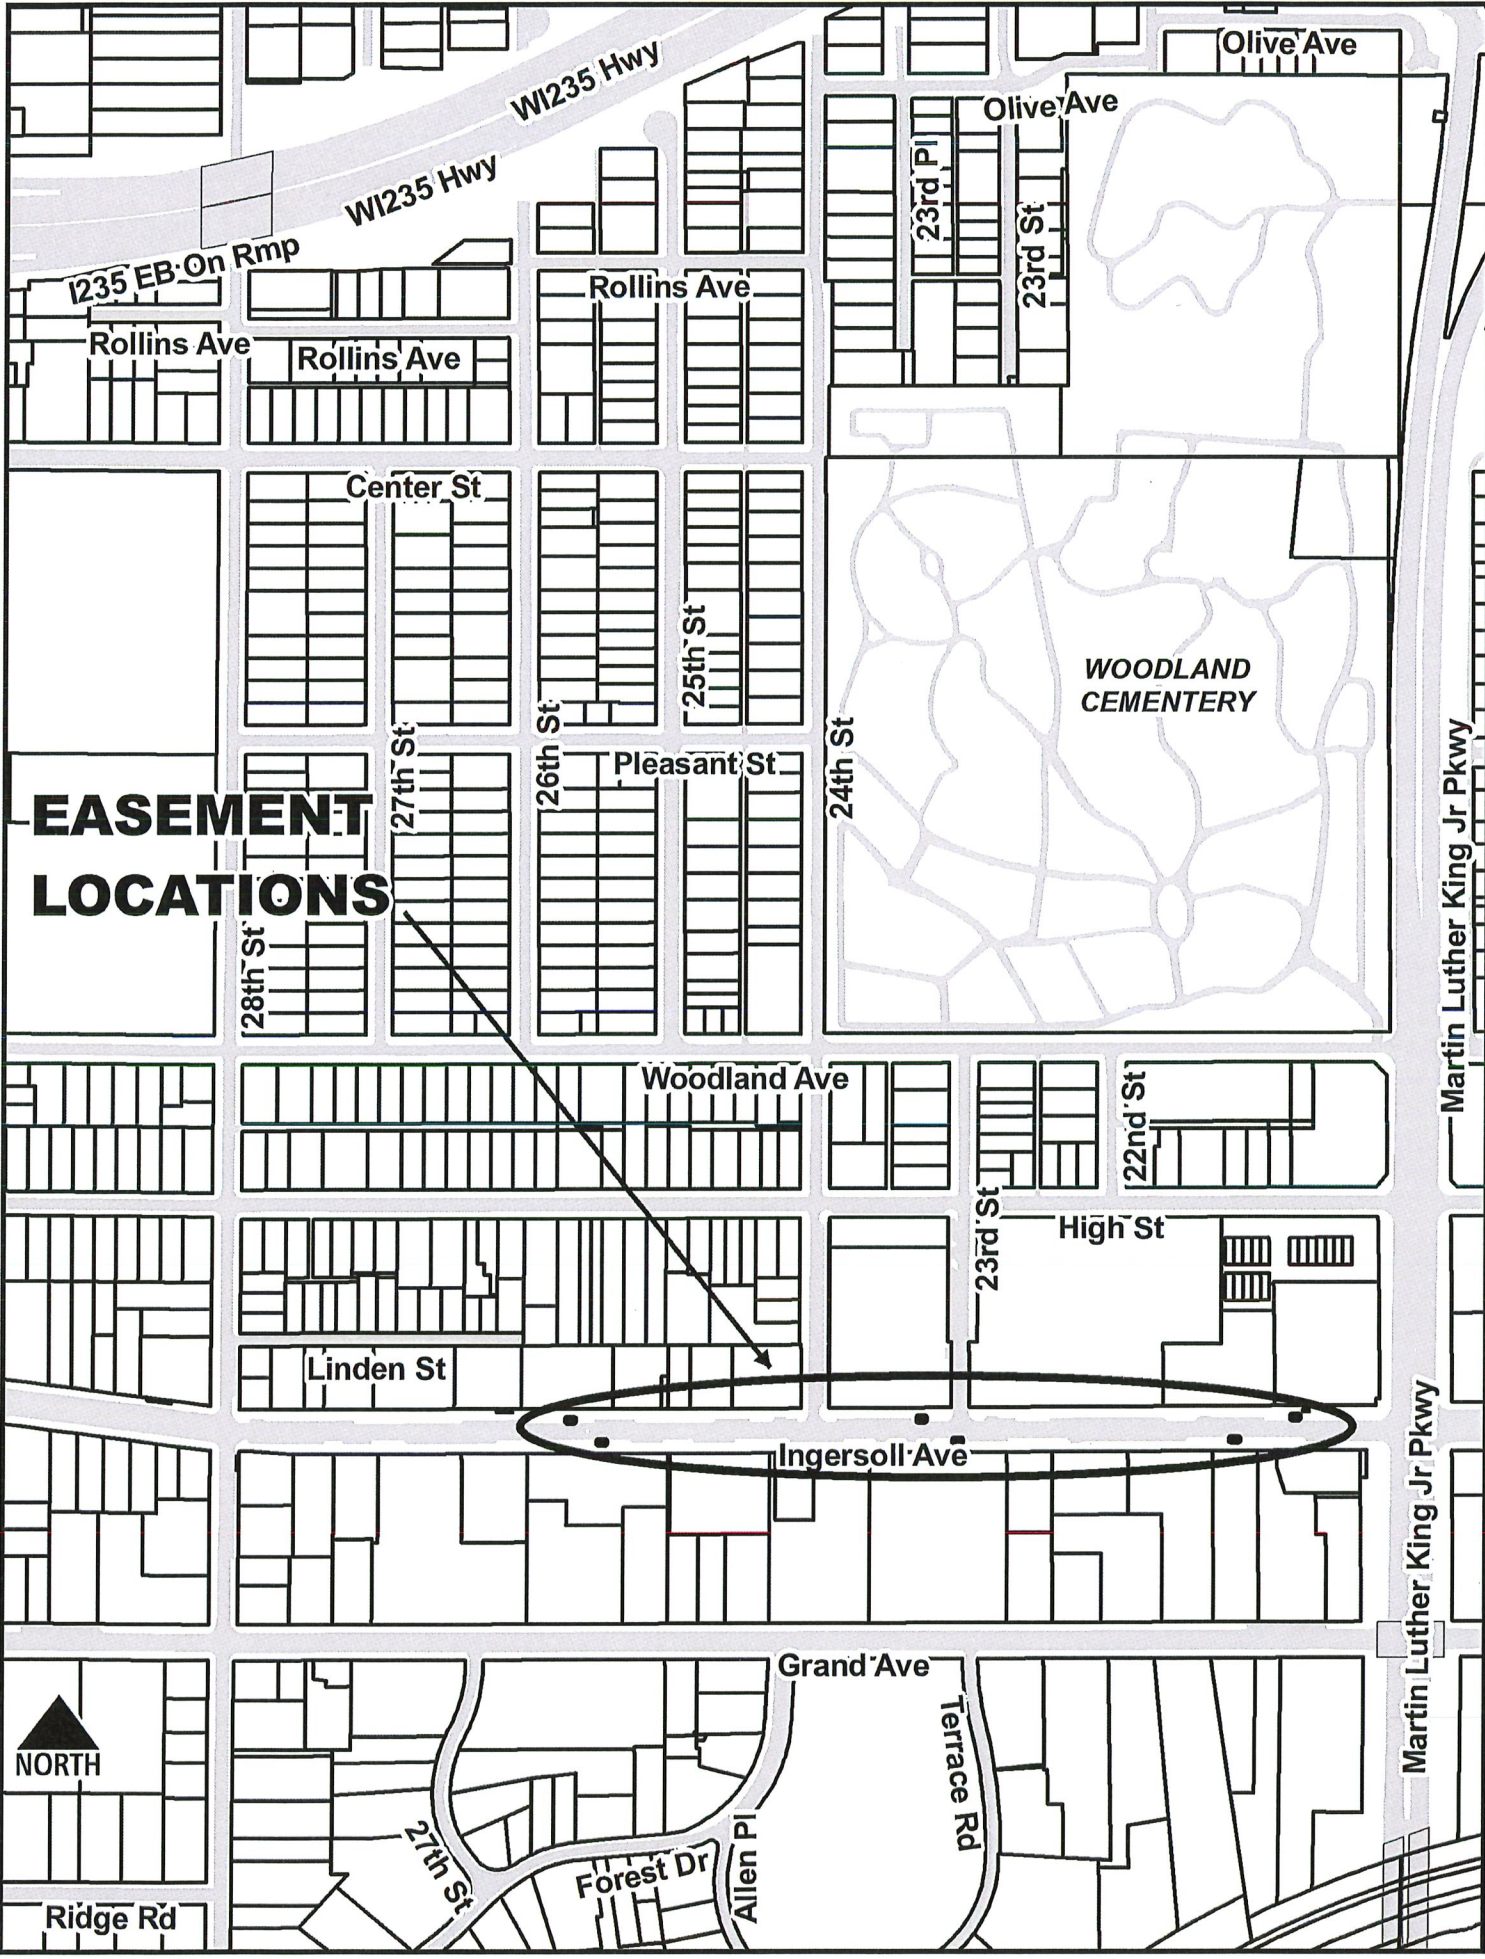 Olive Ave
WI235 Hwy
Olive Ave
23rd Pl
WI235 Hwy
23rd St
I235 EB On Rmp
Rollins Ave
Rollins Ave
Rollins Ave
Center St
25th St
WOODLAND
CEMENTERY
26th St
27th St
24th St
Pleasant St
Martin Luther King Jr Pkwy
EASEMENT
LOCATIONS
28th St
Woodland Ave
22nd St
23rd St
High St
Linden St
Ingersoll Ave
Martin Luther King Jr Pkwy
Grand Ave
NORTH
Terrace Rd
27th St
Forest Dr
Allen Pl
Ridge Rd